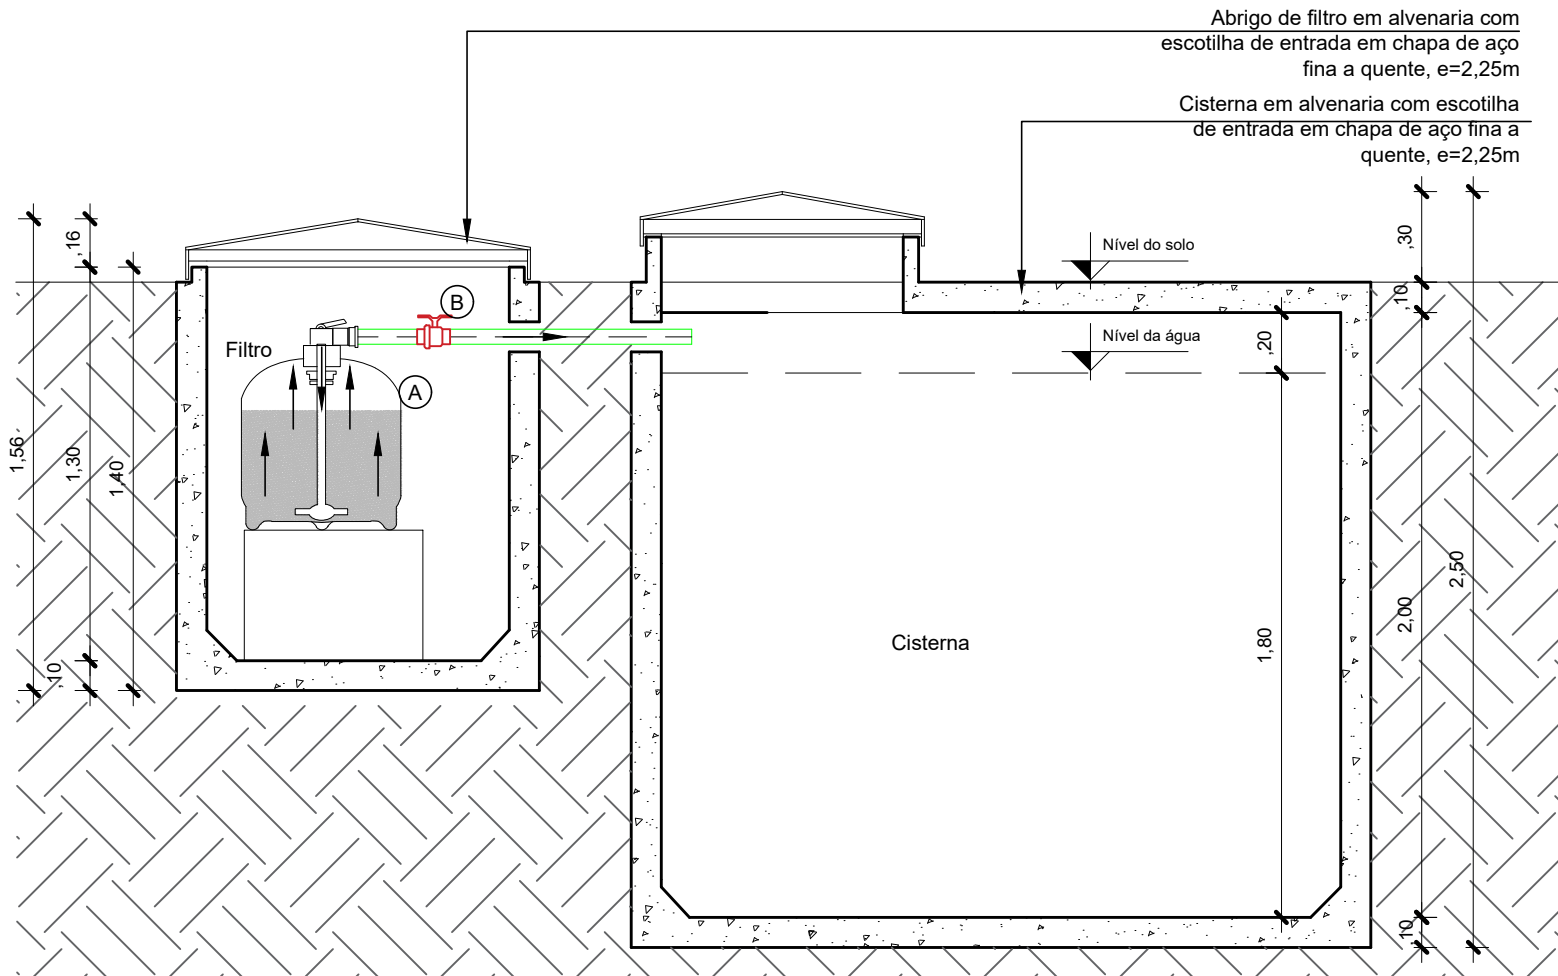 Abrigo de filtro em alvenaria com
escotilha de entrada em chapa de aço
fina a quente, e=2,25m
Cisterna em alvenaria com escotilha
de entrada em chapa de aço fina a
quente, e=2,25m
,16
,30
Nível do solo
B
,10
Nível da água
,20
Filtro
A
1,56
1,30
1,40
2,50
2,00
1,80
Cisterna
,10
,10